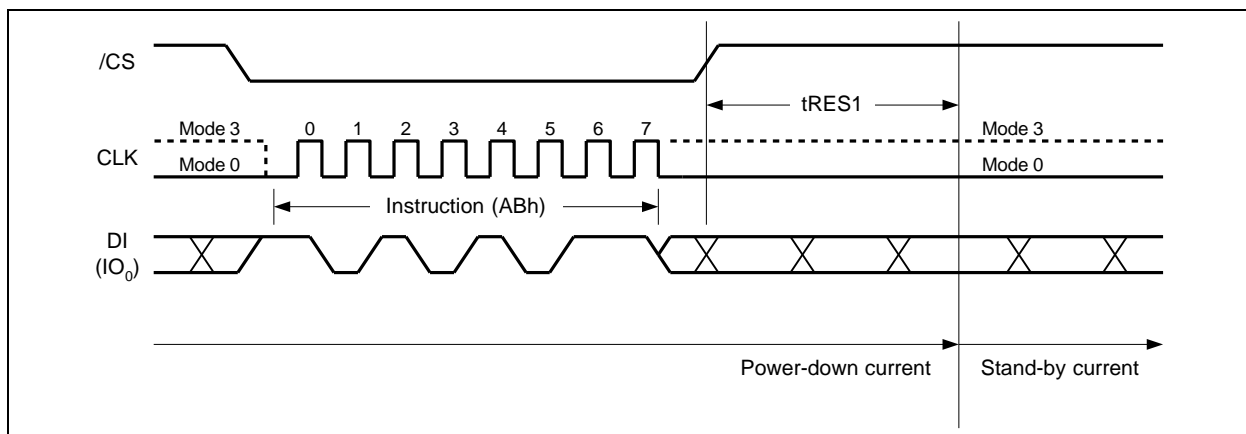 /CS
tRES1
Mode 3 0 1 2 3 4 5 6 7 Mode 3
CLK
Mode 0 Mode 0
Instruction (ABh)
DI
(IO₀)
Power-down current Stand-by current